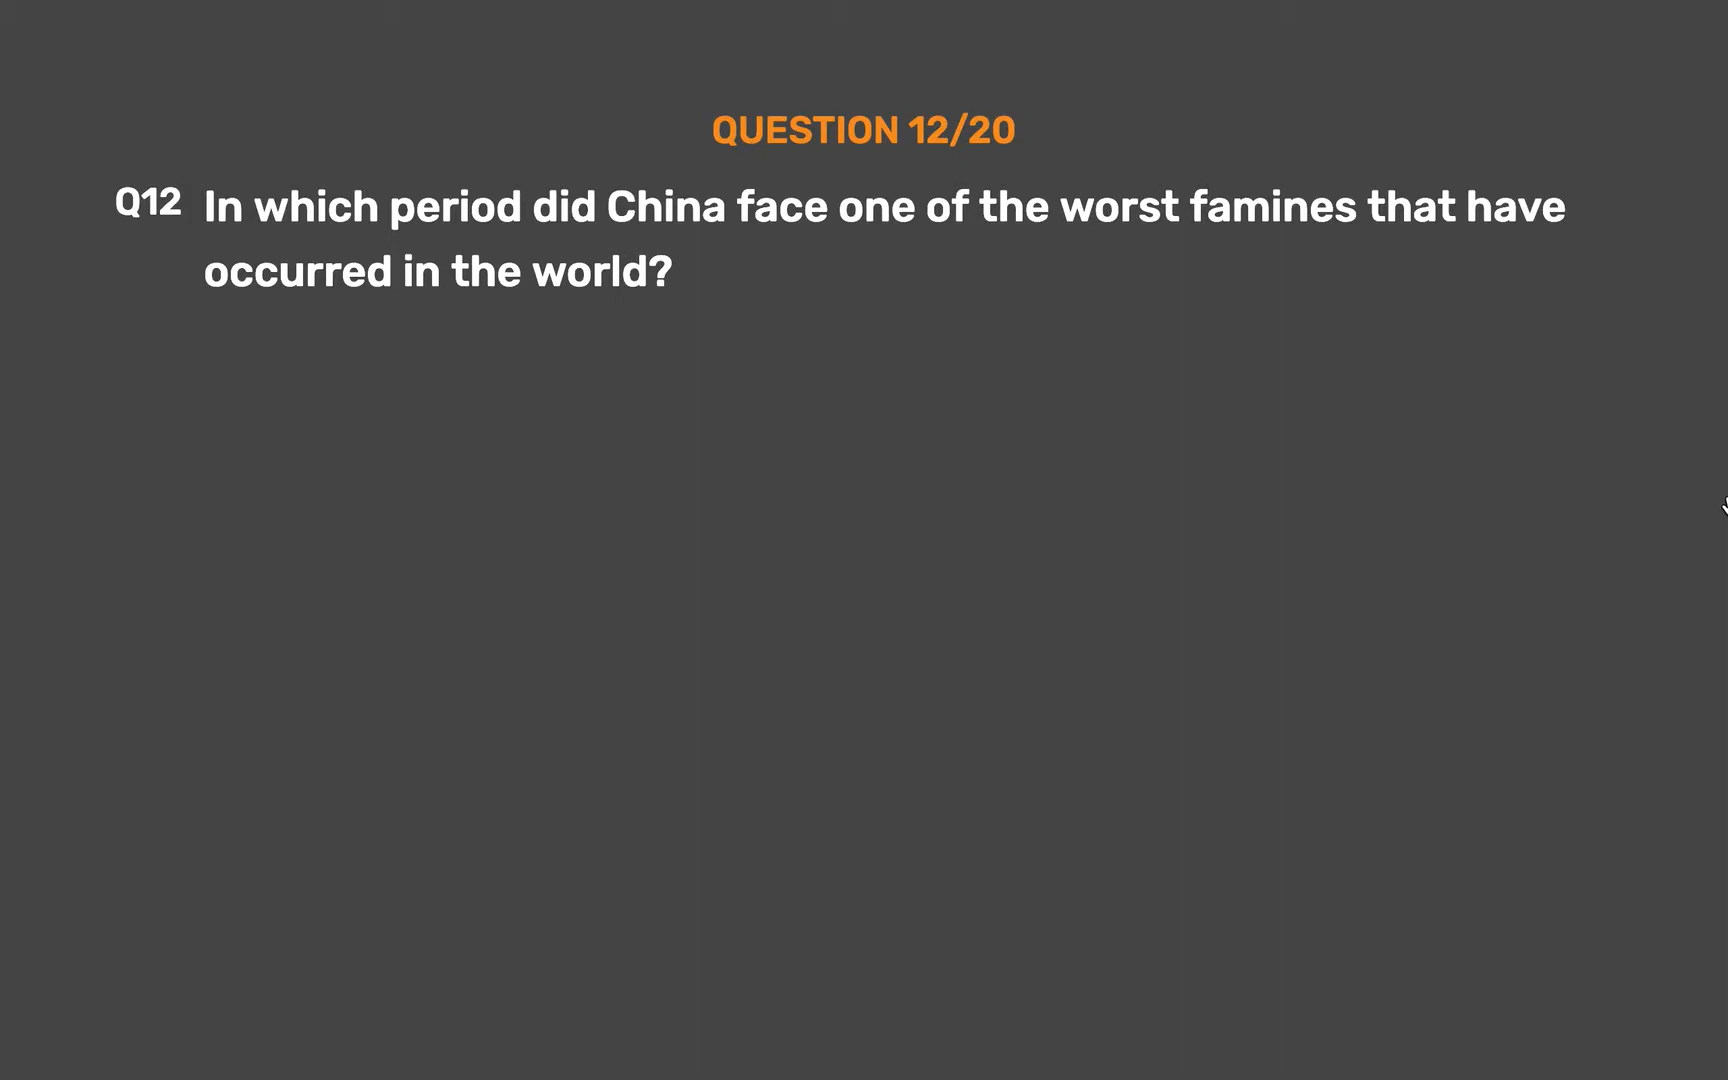 QUESTION 12/20
Q12 In which period did China face one of the worst famines that have
occurred in the world?